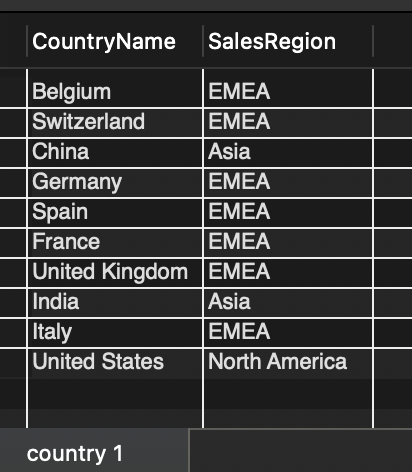 CountryName SalesRegion
Belgium EMEA
Switzerland EMEA
China Asia
Germany EMEA
Spain EMEA
France EMEA
United Kingdom EMEA
India Asia
Italy EMEA
United States North America
country 1